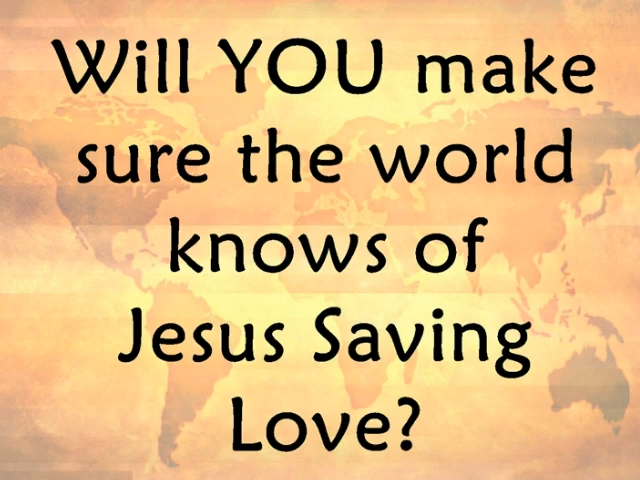 Will YOU make
sure the world
knows of
Jesus Saving
Love?